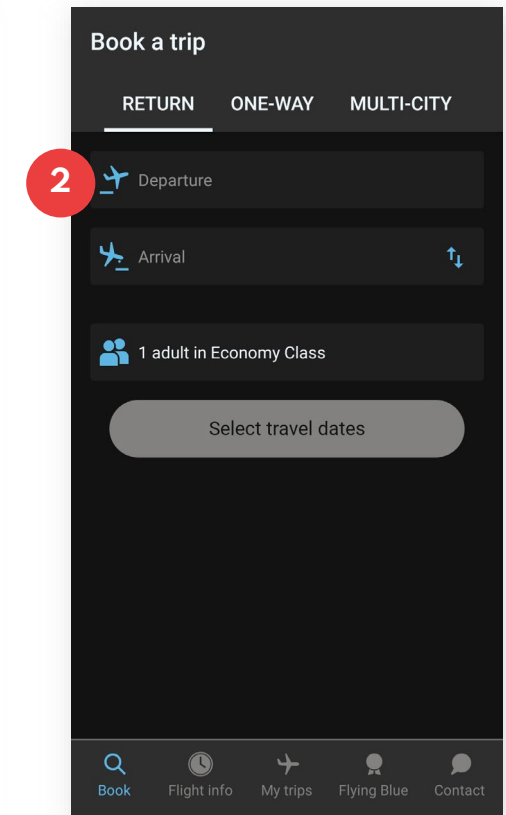 Book a trip
RETURN ONE-WAY MULTI-CITY
2
Departure
Arrival
1 adult in Economy Class
Select travel dates
Book Flight info My trips Flying Blue Contact